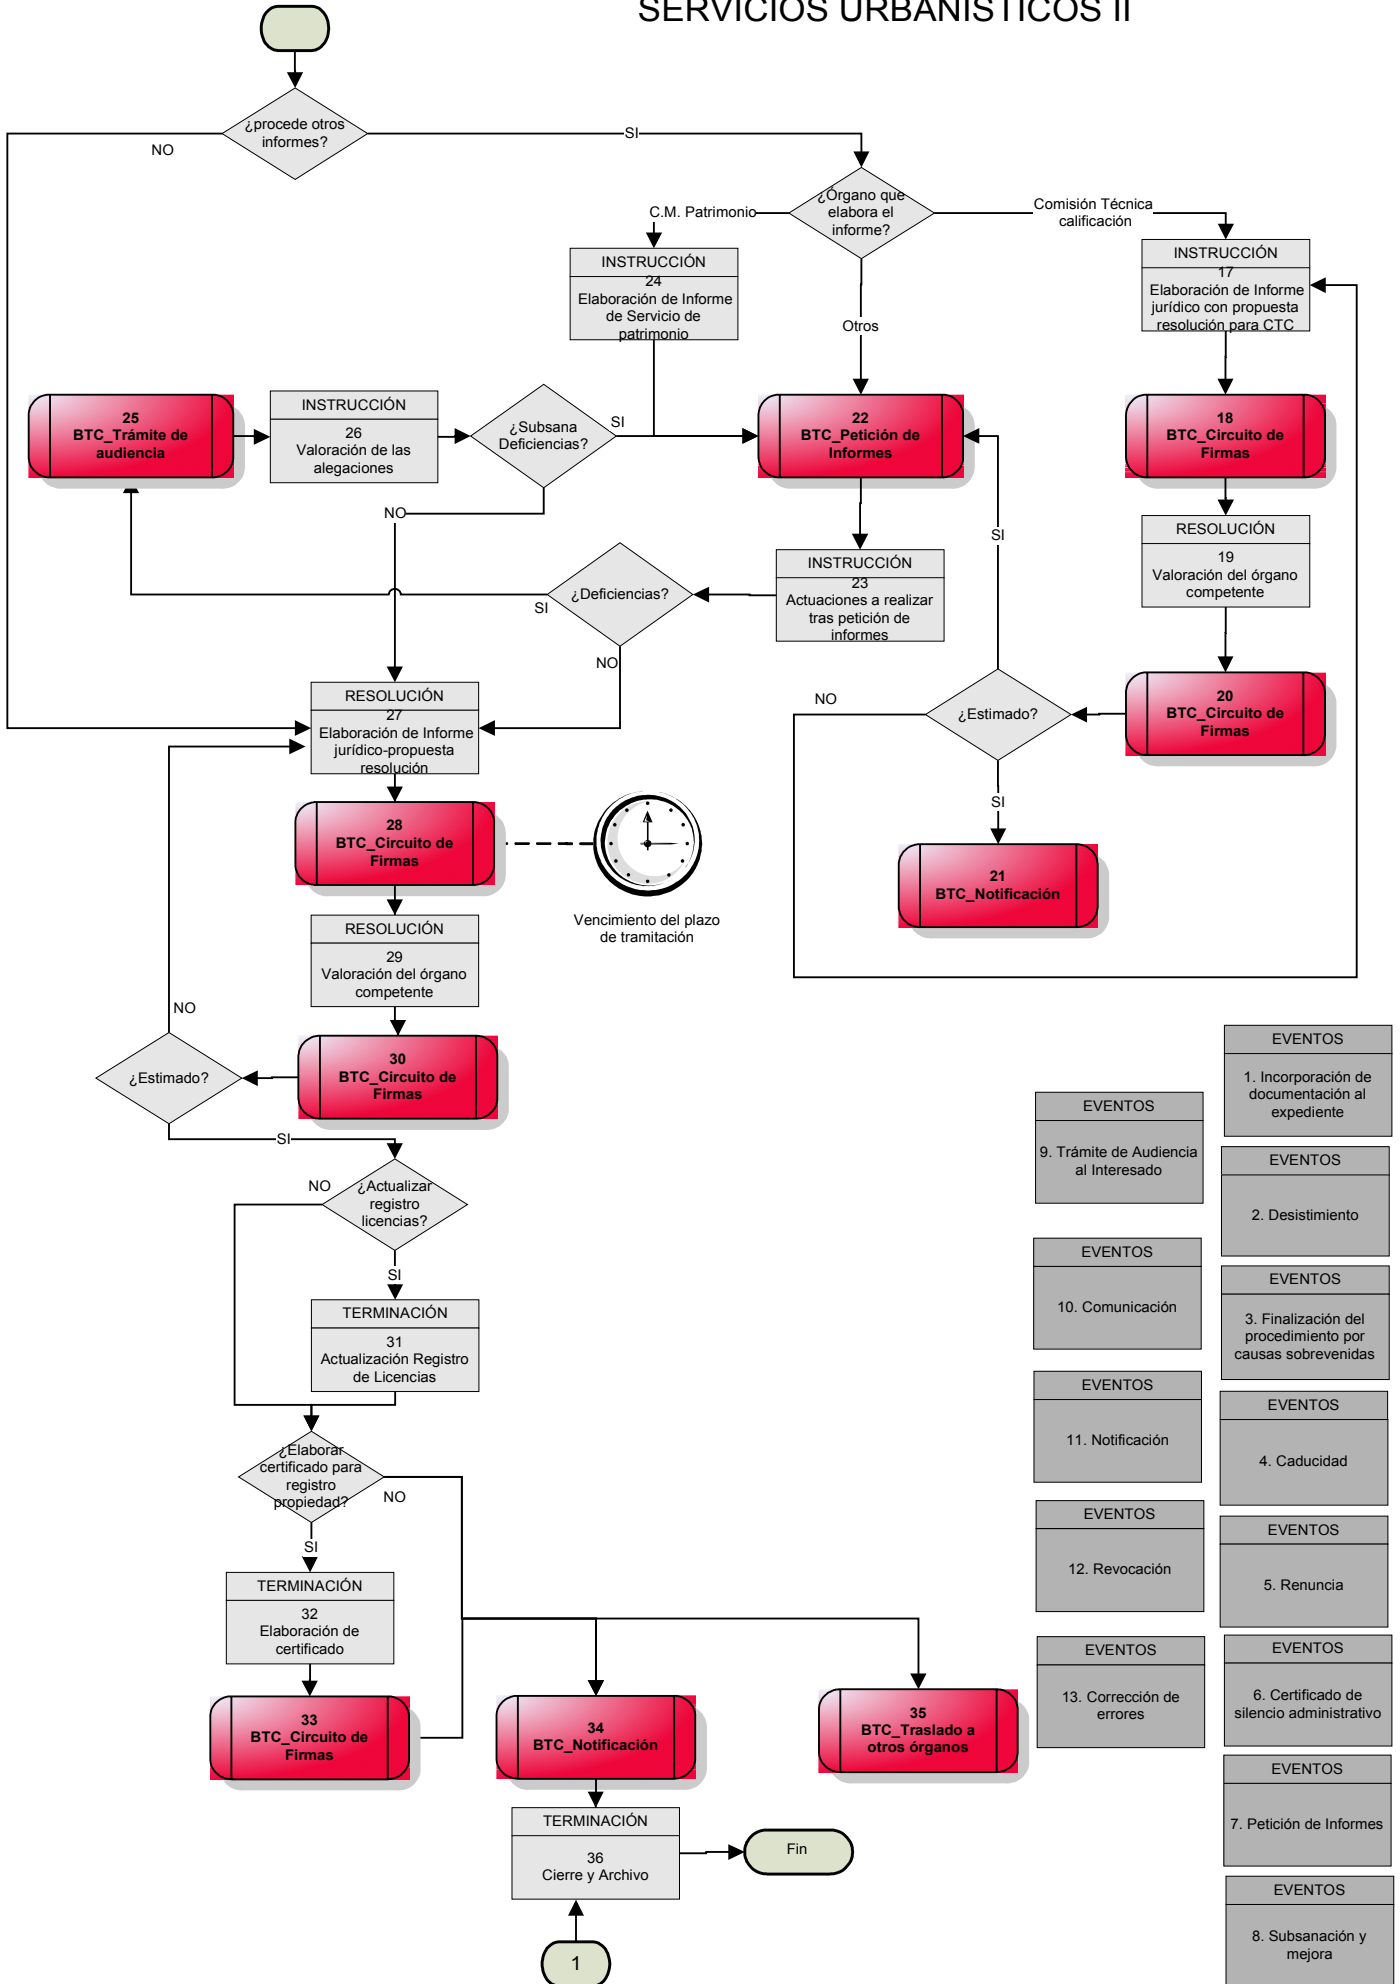 SERVICIOS URBANÍSTICOS II
¿procede otros
informes?
NO
SI
¿Órgano que
elabora el
informe?
C.M. Patrimonio
Comisión Técnica
calificación
Otros
INSTRUCCIÓN
24
Elaboración de Informe
de Servicio de
patrimonio
INSTRUCCIÓN
17
Elaboración de Informe
jurídico con propuesta
resolución para CTC
25
BTC_Trámite de
audiencia
INSTRUCCIÓN
26
Valoración de las
alegaciones
¿Subsana
Deficiencias?
SI
NO
22
BTC_Petición de
Informes
18
BTC_Circuito de
Firmas
SI
RESOLUCIÓN
19
Valoración del órgano
competente
INSTRUCCIÓN
23
Actuaciones a realizar
tras petición de
informes
¿Deficiencias?
SI
NO
20
BTC_Circuito de
Firmas
¿Estimado?
NO
SI
21
BTC_Notificación
RESOLUCIÓN
27
Elaboración de Informe
jurídico-propuesta
resolución
28
BTC_Circuito de
Firmas
Vencimiento del plazo
de tramitación
RESOLUCIÓN
29
Valoración del órgano
competente
NO
30
BTC_Circuito de
Firmas
¿Estimado?
SI
¿Actualizar
registro
licencias?
NO
SI
TERMINACIÓN
31
Actualización Registro
de Licencias
¿Elaborar
certificado para
registro
propiedad?
NO
SI
TERMINACIÓN
32
Elaboración de
certificado
33
BTC_Circuito de
Firmas
34
BTC_Notificación
35
BTC_Traslado a
otros órganos
TERMINACIÓN
36
Cierre y Archivo
Fin
1
EVENTOS
1. Incorporación de
documentación al
expediente
EVENTOS
2. Desistimiento
EVENTOS
3. Finalización del
procedimiento por
causas sobrevenidas
EVENTOS
4. Caducidad
EVENTOS
5. Renuncia
EVENTOS
6. Certificado de
silencio administrativo
EVENTOS
7. Petición de Informes
EVENTOS
8. Subsanación y
mejora
EVENTOS
9. Trámite de Audiencia
al Interesado
EVENTOS
10. Comunicación
EVENTOS
11. Notificación
EVENTOS
12. Revocación
EVENTOS
13. Corrección de
errores